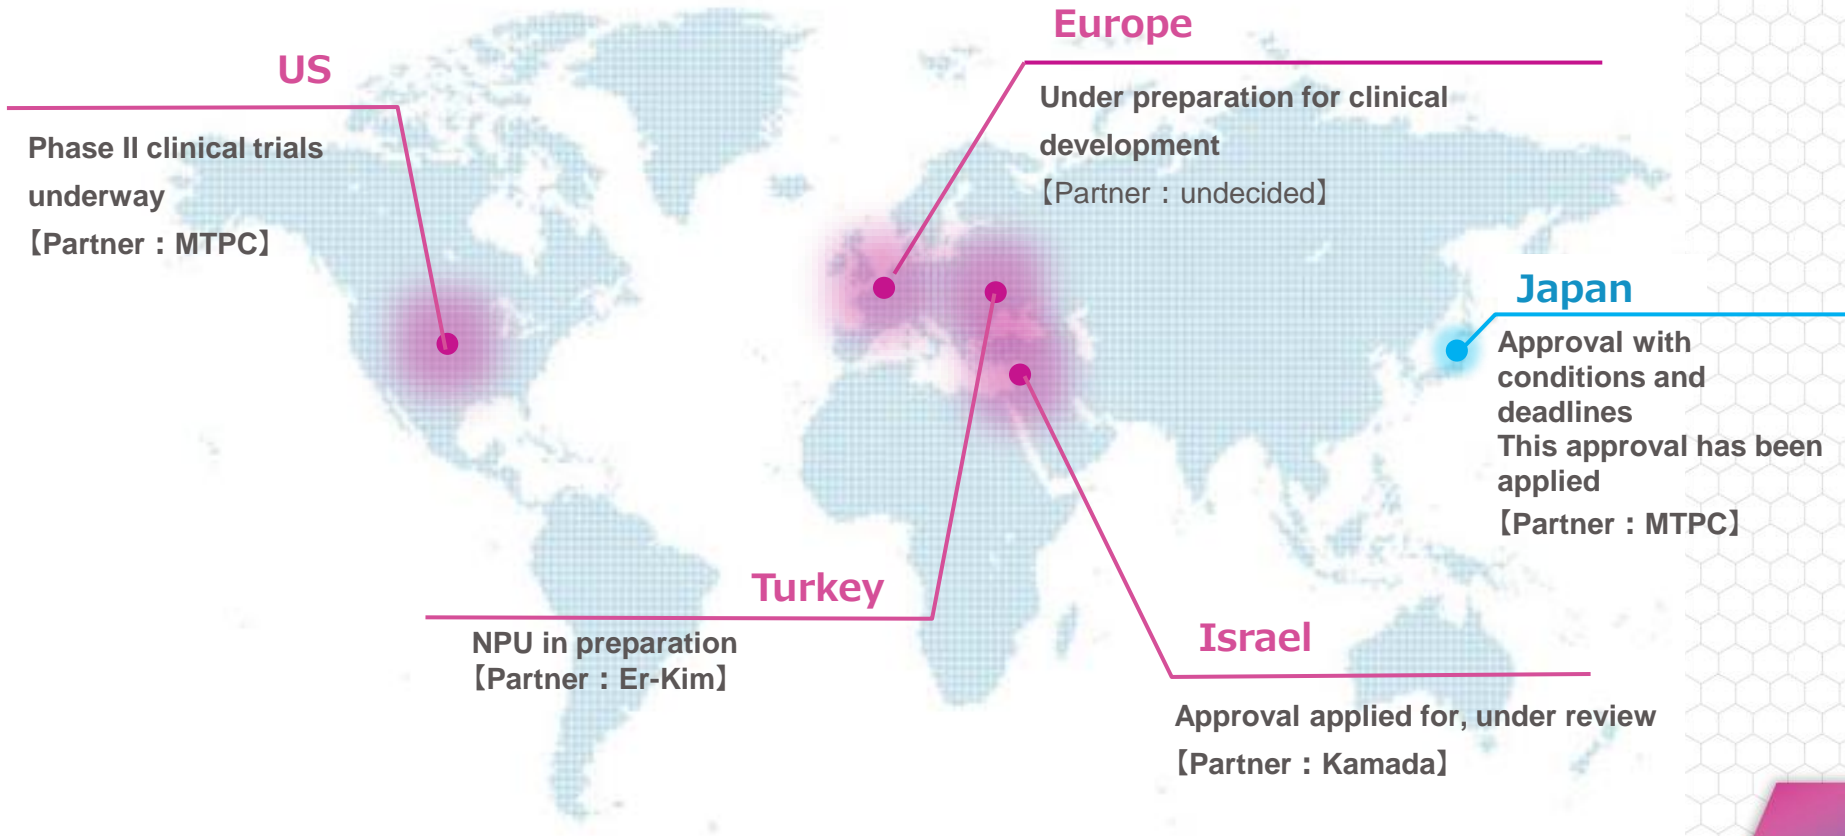 Europe
Under preparation for clinical
development
【Partner：undecided】
US
Phase II clinical trials
underway
【Partner：MTPC】
Japan
Approval with
conditions and
deadlines
This approval has been
applied
【Partner：MTPC】
Turkey
NPU in preparation
【Partner：Er-Kim】
Israel
Approval applied for, under review
【Partner：Kamada】